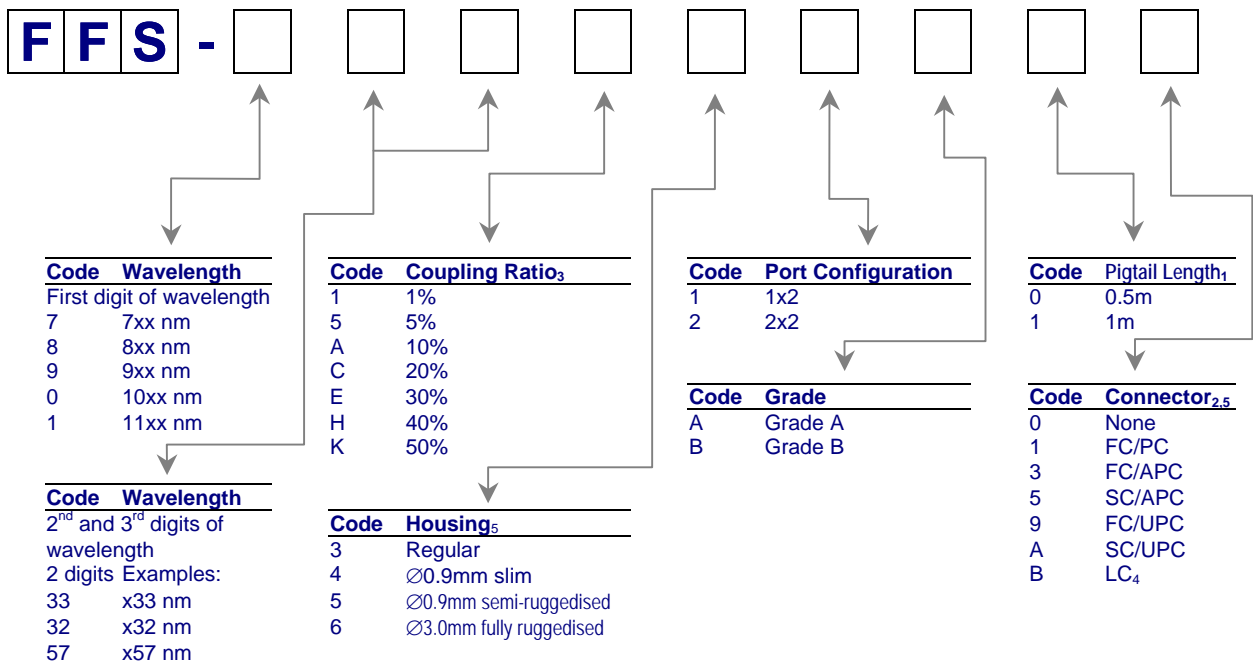 FFS-
Code Wavelength
First digit of wavelength
7 7xx nm
8 8xx nm
9 9xx nm
0 10xx nm
1 11xx nm
Code Wavelength
2nd and 3rd digits of
wavelength
2 digits Examples:
33 x33 nm
32 x32 nm
57 x57 nm
Code Coupling Ratio3
1 1%
5 5%
A 10%
C 20%
E 30%
H 40%
K 50%
Code Housing5
3 Regular
4 ∅0.9mm slim
5 ∅0.9mm semi-ruggedised
6 ∅3.0mm fully ruggedised
Code Port Configuration
1 1x2
2 2x2
Code Grade
A Grade A
B Grade B
Code Pigtail Length1
0 0.5m
1 1m
Code Connector2,5
0 None
1 FC/PC
3 FC/APC
5 SC/APC
9 FC/UPC
A SC/UPC
B LC4